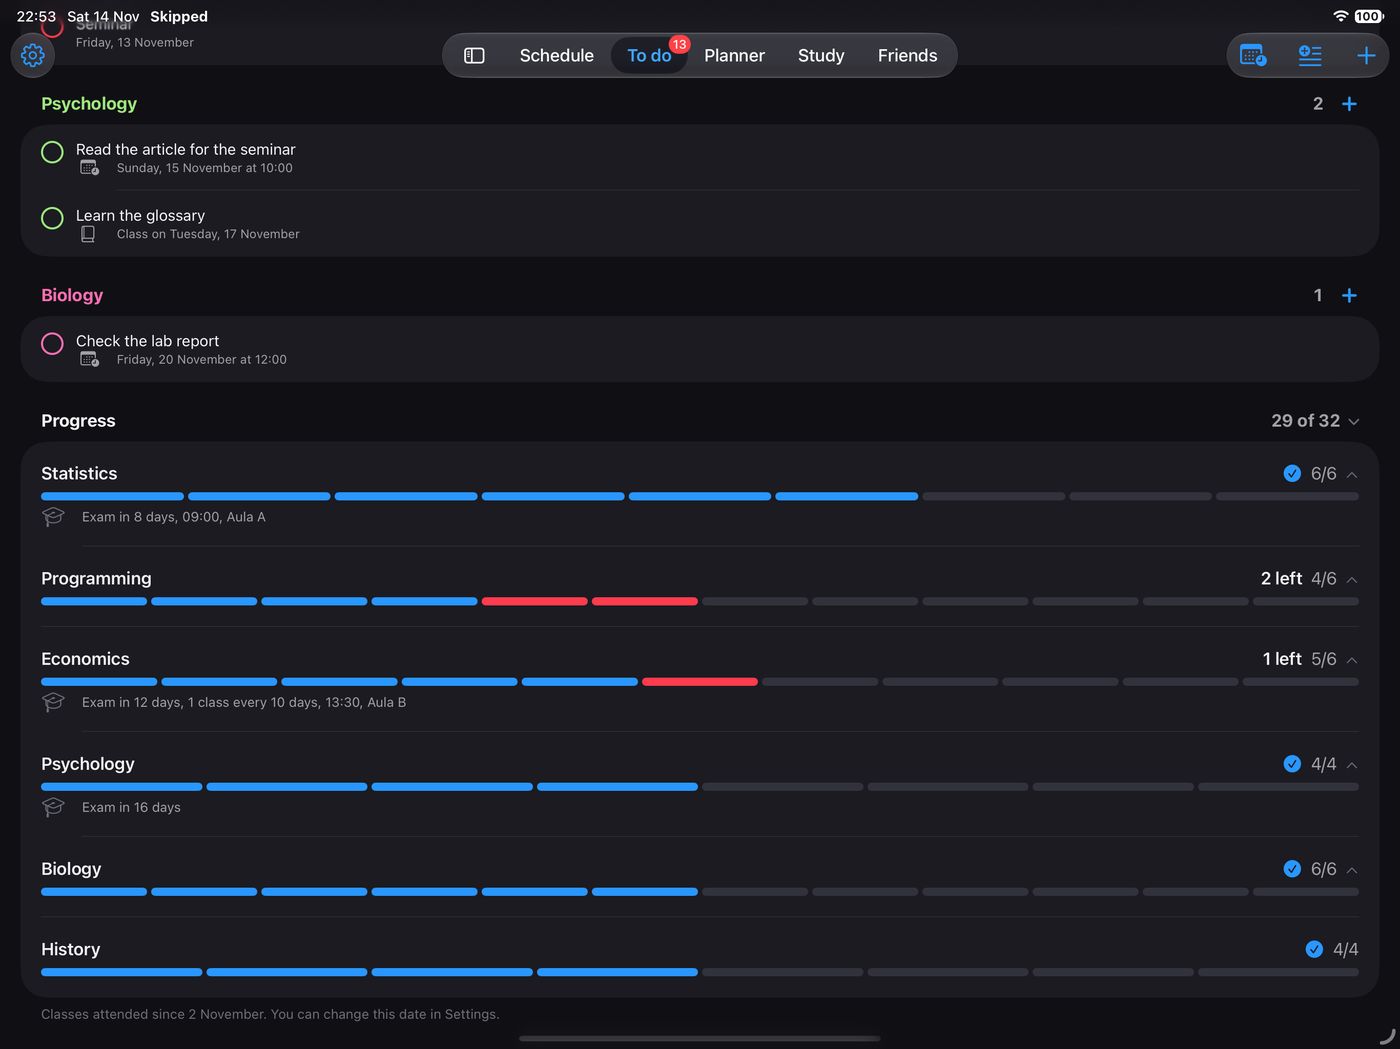 22:53 Sat 14 Nov Skipped
100
Seminar
Friday, 13 November
Schedule
To do
13
Planner
Study
Friends
Psychology
2
Read the article for the seminar
Sunday, 15 November at 10:00
Learn the glossary
Class on Tuesday, 17 November
Biology
1
Check the lab report
Friday, 20 November at 12:00
Progress
29 of 32
Statistics
6/6
Exam in 8 days, 09:00, Aula A
Programming
2 left 4/6
Economics
1 left 5/6
Exam in 12 days, 1 class every 10 days, 13:30, Aula B
Psychology
4/4
Exam in 16 days
Biology
6/6
History
4/4
Classes attended since 2 November. You can change this date in Settings.